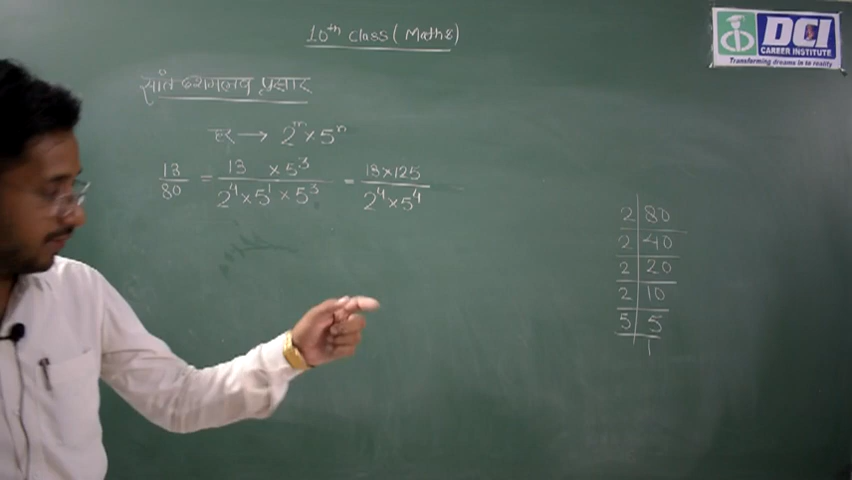 10th class (Maths)
DCI
CAREER INSTITUTE
Transforming dreams in to reality
सांत दशमलव प्रसार
हर → 2^m × 5^n
13/80 = 13 × 5^3 / 2^4 × 5^1 × 5^3 = 13 × 125 / 2^4 × 5^4
2 | 80
2 | 40
2 | 20
2 | 10
5 | 5
| 1